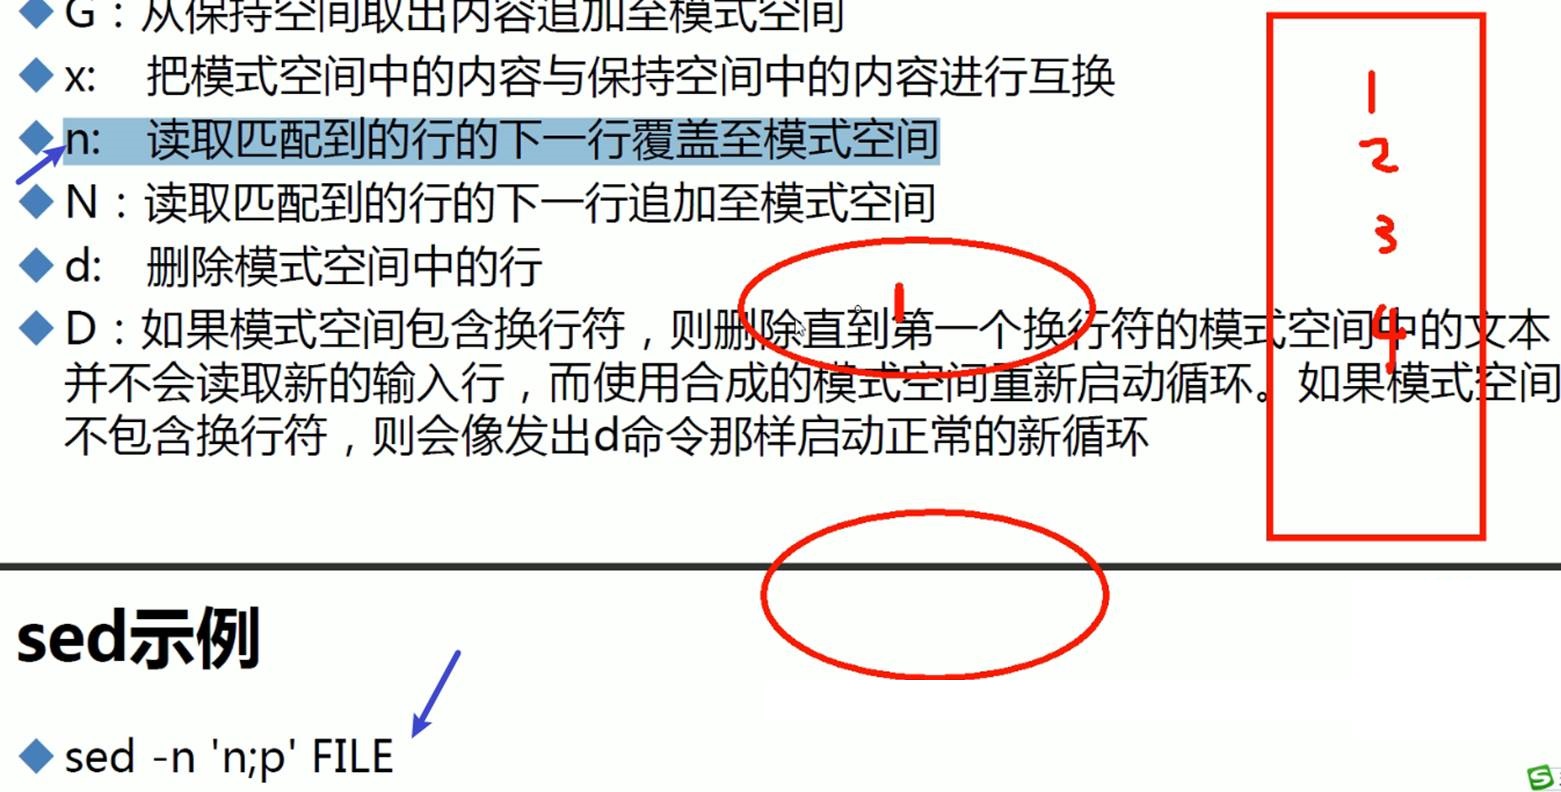 G：从保持空间取出内容追加至模式空间
x: 把模式空间中的内容与保持空间中的内容进行互换
n: 读取匹配到的行的下一行覆盖至模式空间
N：读取匹配到的行的下一行追加至模式空间
d: 删除模式空间中的行
D：如果模式空间包含换行符，则删除直到第一个换行符的模式空间中的文本
并不会读取新的输入行，而使用合成的模式空间重新启动循环。如果模式空间
不包含换行符，则会像发出d命令那样启动正常的新循环
1
2
3
4
1
sed示例
sed -n 'n;p' FILE
S